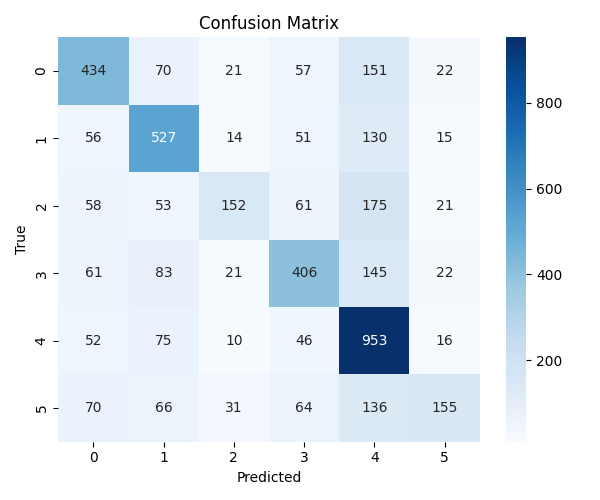 Confusion Matrix
0 434 70 21 57 151 22
1 56 527 14 51 130 15
2 58 53 152 61 175 21
3 61 83 21 406 145 22
4 52 75 10 46 953 16
5 70 66 31 64 136 155
0 1 2 3 4 5
True
Predicted
800
600
400
200